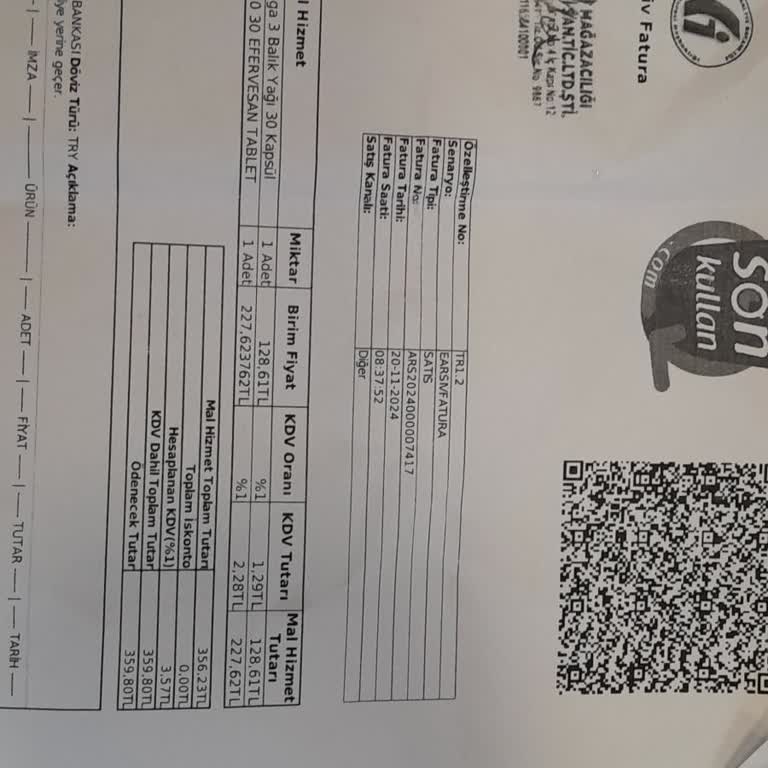 iv Fatura
MAĞAZACILIĞI
SAN.TİC.LTD.ŞTİ.
son
kullan
.com
Özelleştirme No: TR1.2
Senaryo: EARSIVFATURA
Fatura Tipi: SATIS
Fatura No: ARS2024000007417
Fatura Tarihi: 20-11-2024
Fatura Saati: 08:37:52
Satış Kanalı: Diğer
l Hizmet Miktar Birim Fiyat KDV Oranı KDV Tutarı Mal Hizmet Tutarı
ga 3 Balık Yağı 30 Kapsül 1 Adet 128,61TL %1 1,29TL 128,61TL
0 30 EFERVESAN TABLET 1 Adet 227,623762TL %1 2,28TL 227,62TL
Mal Hizmet Toplam Tutarı 356,23TL
Toplam İskonto 0,00TL
Hesaplanan KDV(%1) 3,57TL
KDV Dahil Toplam Tutar 359,80TL
Ödenecek Tutar 359,80TL
BANKASI Döviz Türü: TRY Açıklama:
iye yerine geçer.
İMZA ---- | ---- ÜRÜN ---- | ---- ADET ---- | ---- FİYAT ---- | ---- TUTAR ---- | ---- TARİH ----